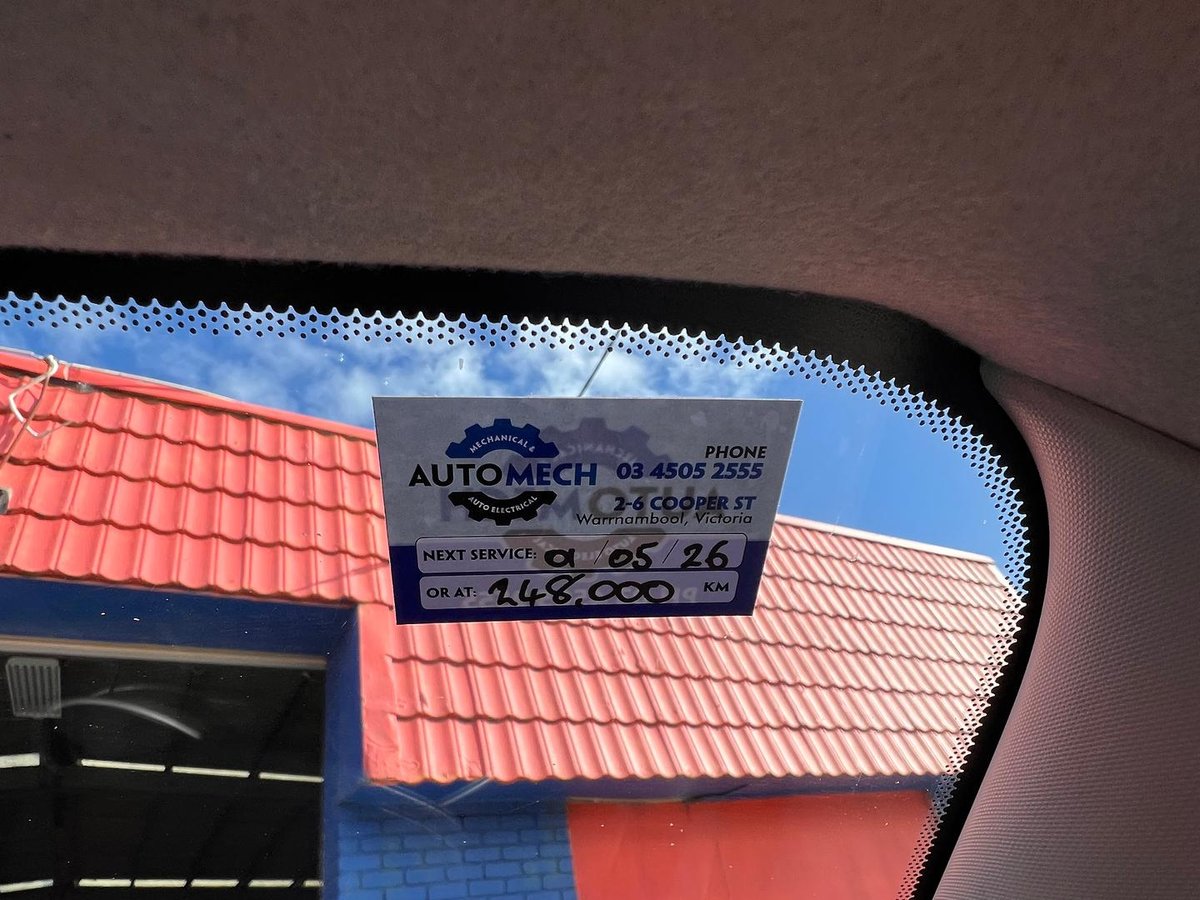 MECHANICAL &
AUTOMECH
AUTO ELECTRICAL
PHONE
03 4505 2555
2-6 COOPER ST
Warrnambool, Victoria
NEXT SERVICE: 9/05/26
OR AT: 248,000 KM